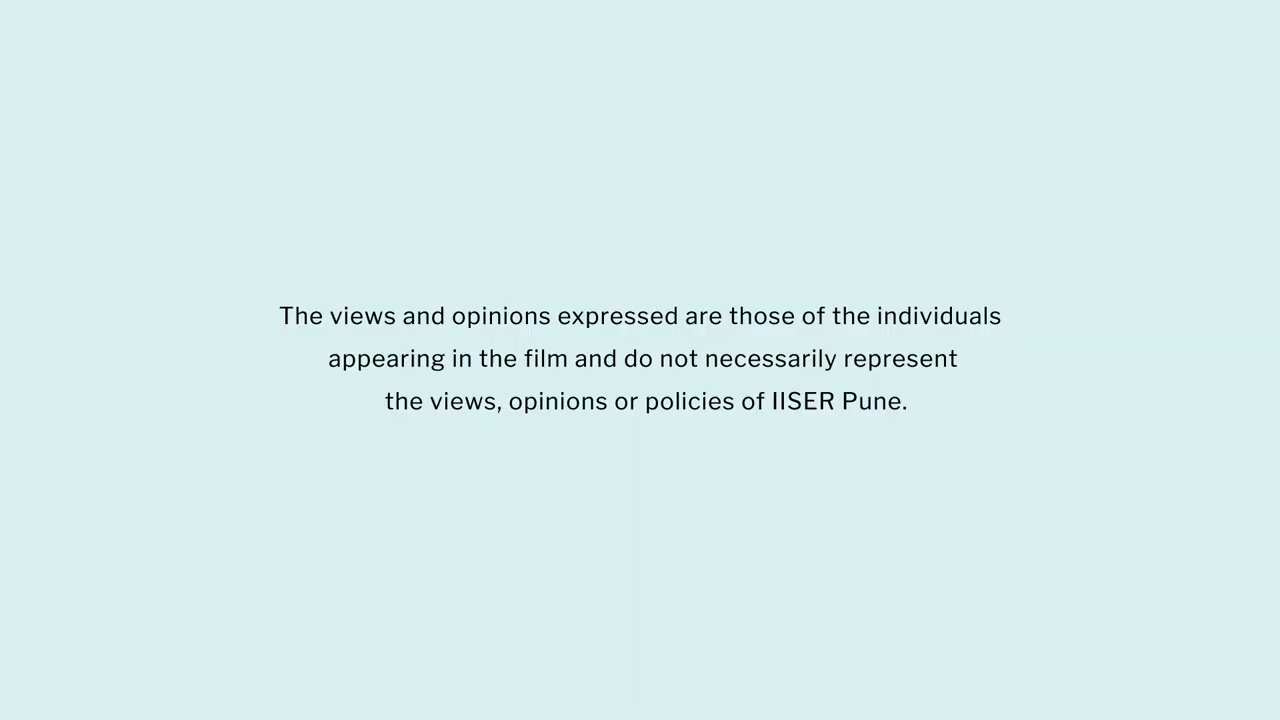 The views and opinions expressed are those of the individuals
appearing in the film and do not necessarily represent
the views, opinions or policies of IISER Pune.